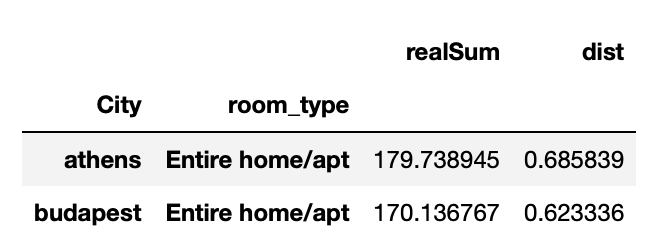 realSum dist
City room_type
athens Entire home/apt 179.738945 0.685839
budapest Entire home/apt 170.136767 0.623336